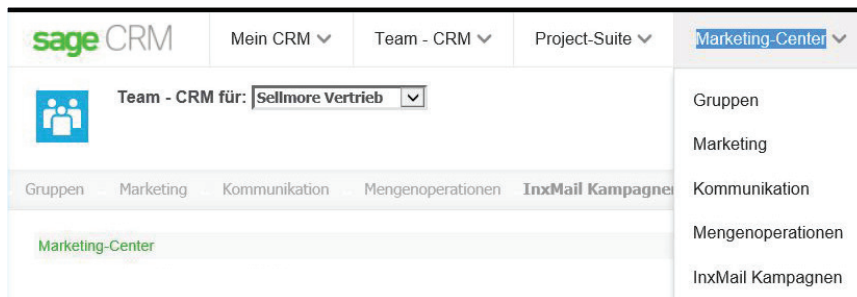 sage CRM Mein CRM Team - CRM Project-Suite Marketing-Center
Team - CRM für: Sellmore Vertrieb
Gruppen
Marketing
Kommunikation
Mengenoperationen
InxMail Kampagnen
Gruppen Marketing Kommunikation Mengenoperationen InxMail Kampagnen
Marketing-Center